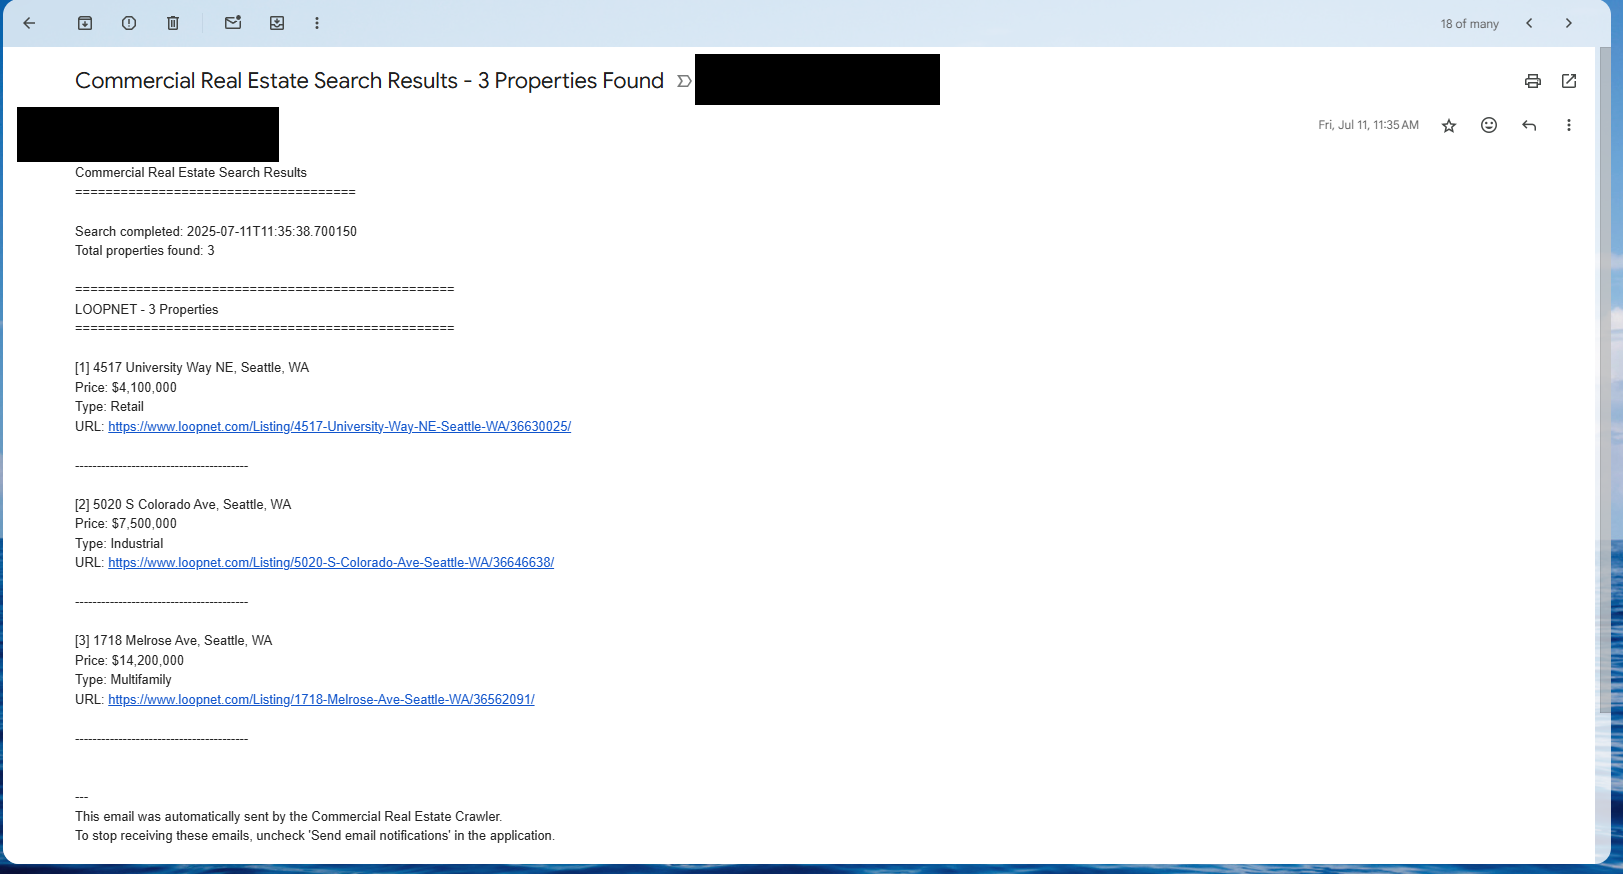 18 of many
Commercial Real Estate Search Results - 3 Properties Found
Fri, Jul 11, 11:35 AM
Commercial Real Estate Search Results
=====================================
Search completed: 2025-07-11T11:35:38.700150
Total properties found: 3
==================================================
LOOPNET - 3 Properties
==================================================
[1] 4517 University Way NE, Seattle, WA
Price: $4,100,000
Type: Retail
URL: https://www.loopnet.com/Listing/4517-University-Way-NE-Seattle-WA/36630025/
----------------------------------------
[2] 5020 S Colorado Ave, Seattle, WA
Price: $7,500,000
Type: Industrial
URL: https://www.loopnet.com/Listing/5020-S-Colorado-Ave-Seattle-WA/36646638/
----------------------------------------
[3] 1718 Melrose Ave, Seattle, WA
Price: $14,200,000
Type: Multifamily
URL: https://www.loopnet.com/Listing/1718-Melrose-Ave-Seattle-WA/36562091/
----------------------------------------
---
This email was automatically sent by the Commercial Real Estate Crawler.
To stop receiving these emails, uncheck 'Send email notifications' in the application.